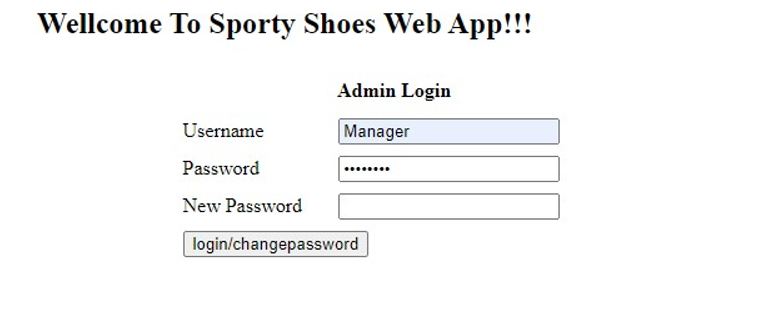 Wellcome To Sporty Shoes Web App!!!
Admin Login
Username Manager
Password ••••••••
New Password
login/changepassword